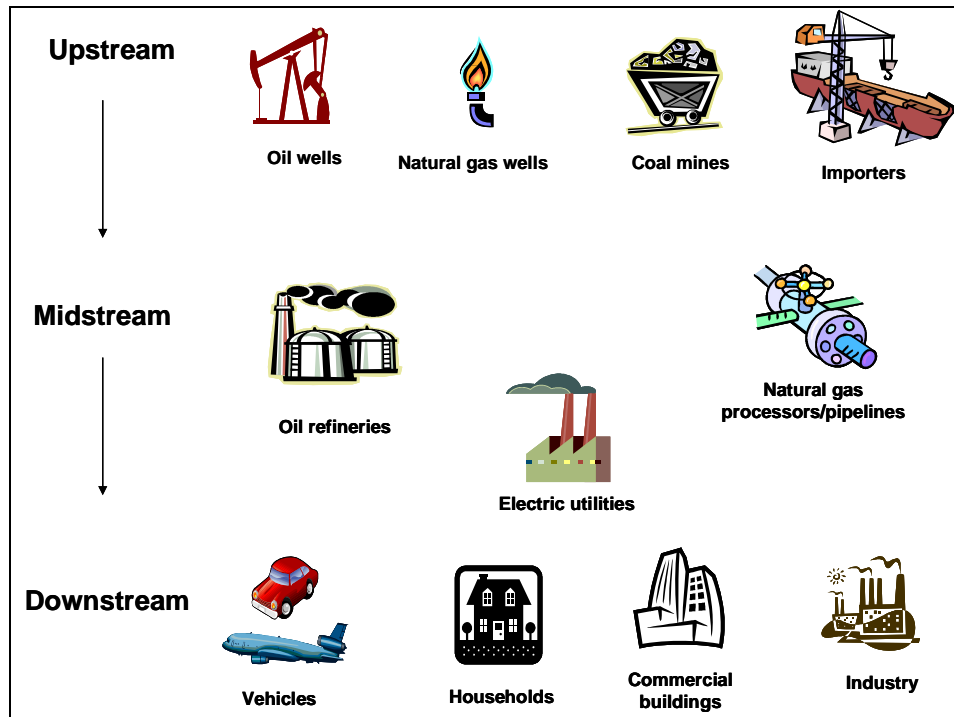 Upstream
Oil wells
Natural gas wells
Coal mines
Importers
Midstream
Oil refineries
Natural gas
processors/pipelines
Electric utilities
Downstream
Vehicles
Households
Commercial
buildings
Industry